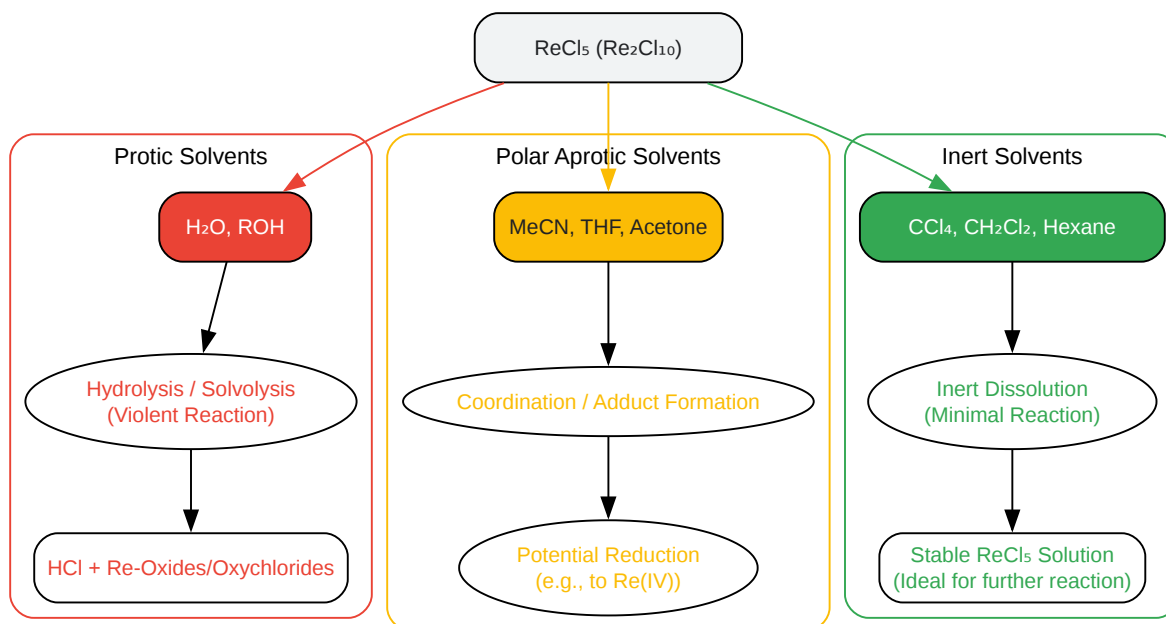 ReCl₅ (Re₂Cl₁₀)
Protic Solvents
H₂O, ROH
Hydrolysis / Solvolysis
(Violent Reaction)
HCl + Re-Oxides/Oxychlorides
Polar Aprotic Solvents
MeCN, THF, Acetone
Coordination / Adduct Formation
Potential Reduction
(e.g., to Re(IV))
Inert Solvents
CCl₄, CH₂Cl₂, Hexane
Inert Dissolution
(Minimal Reaction)
Stable ReCl₅ Solution
(Ideal for further reaction)